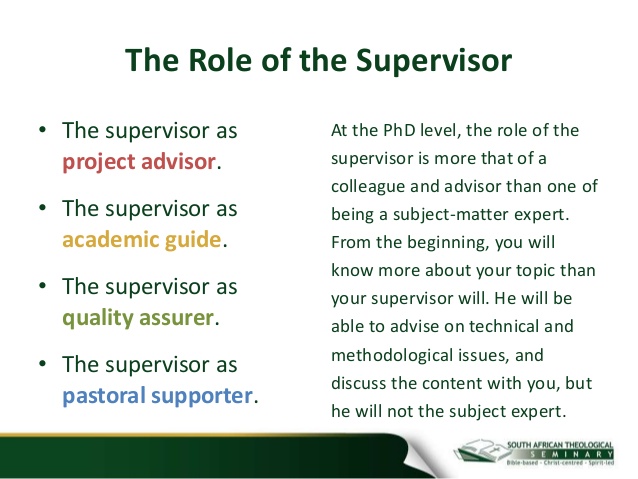 The Role of the Supervisor
• The supervisor as
project advisor.
• The supervisor as
academic guide.
• The supervisor as
quality assurer.
• The supervisor as
pastoral supporter.
At the PhD level, the role of the
supervisor is more that of a
colleague and advisor than one of
being a subject-matter expert.
From the beginning, you will
know more about your topic than
your supervisor will. He will be
able to advise on technical and
methodological issues, and
discuss the content with you, but
he will not the subject expert.
SOUTH AFRICAN THEOLOGICAL
SEMINARY
Bible-based - Christ-centred - Spirit-led